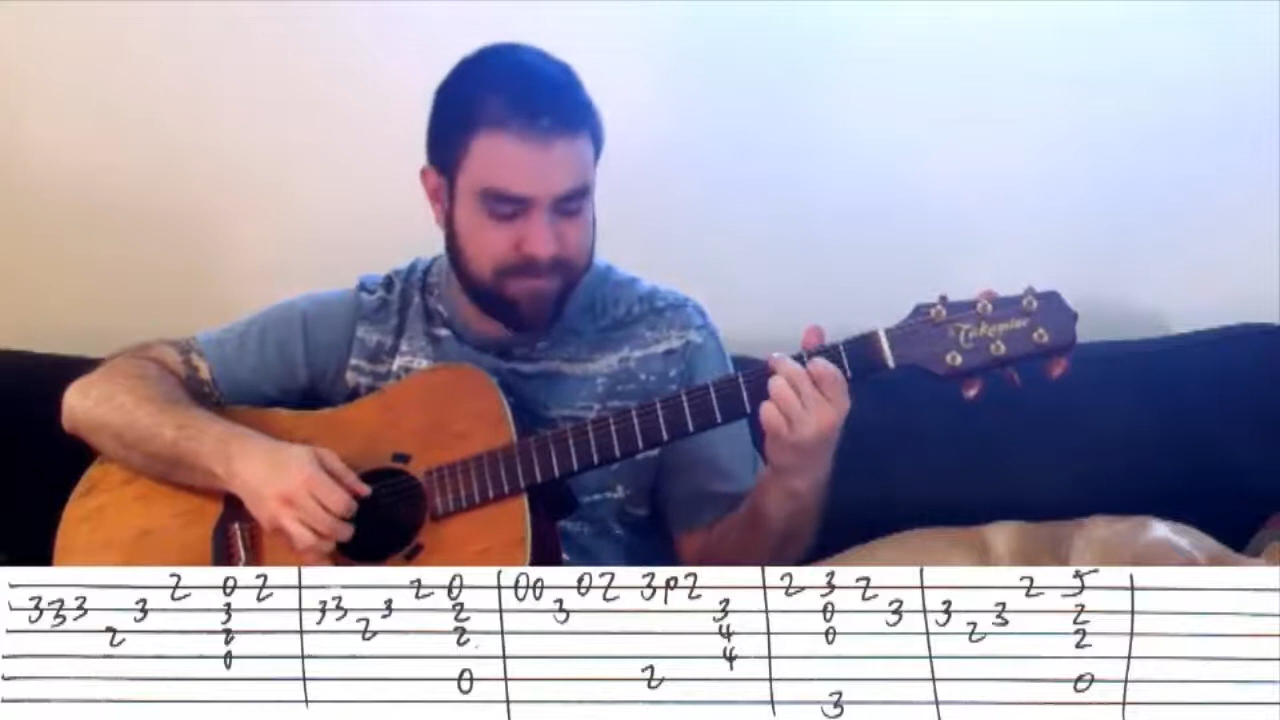 Takamine
2 0 2 2 0 00 02 3p2 2 3 2 2 5
333 3 3 33 3 2 3 3 0 3 3 3 2
2 2 2 2 4 0 2 2
0 4
0 2 0
3